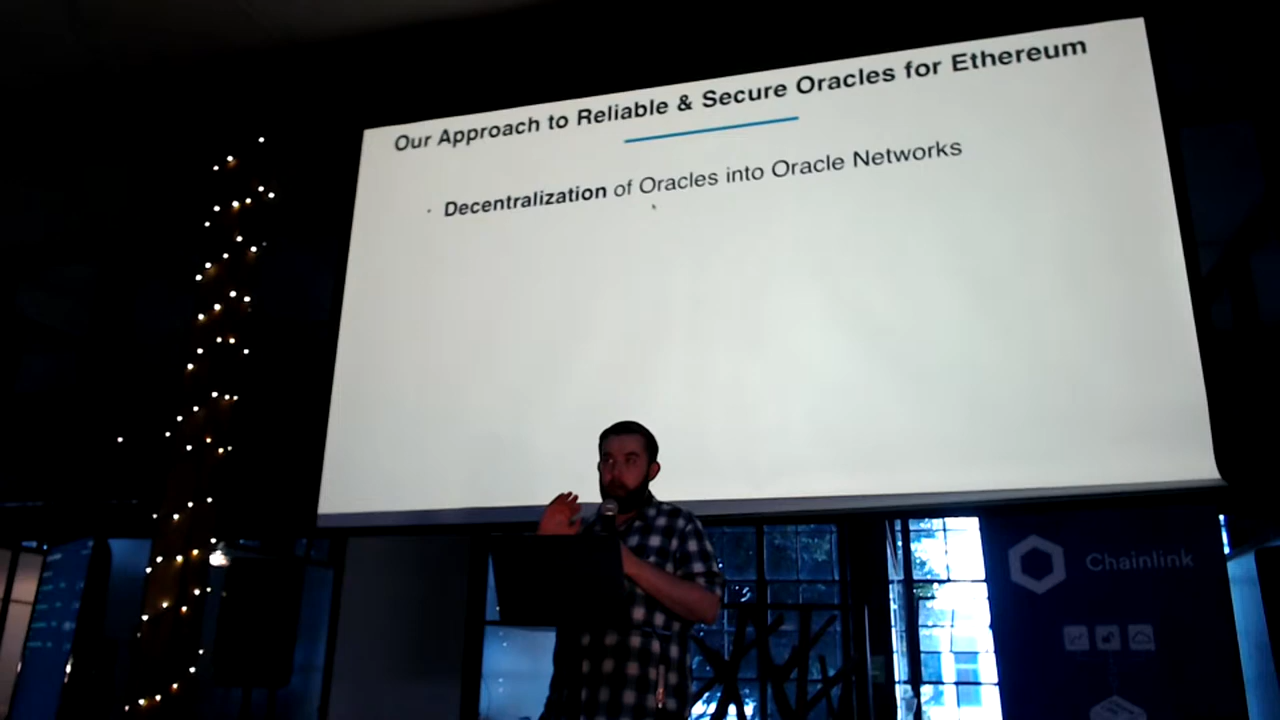 Our Approach to Reliable & Secure Oracles for Ethereum
· Decentralization of Oracles into Oracle Networks
Chainlink